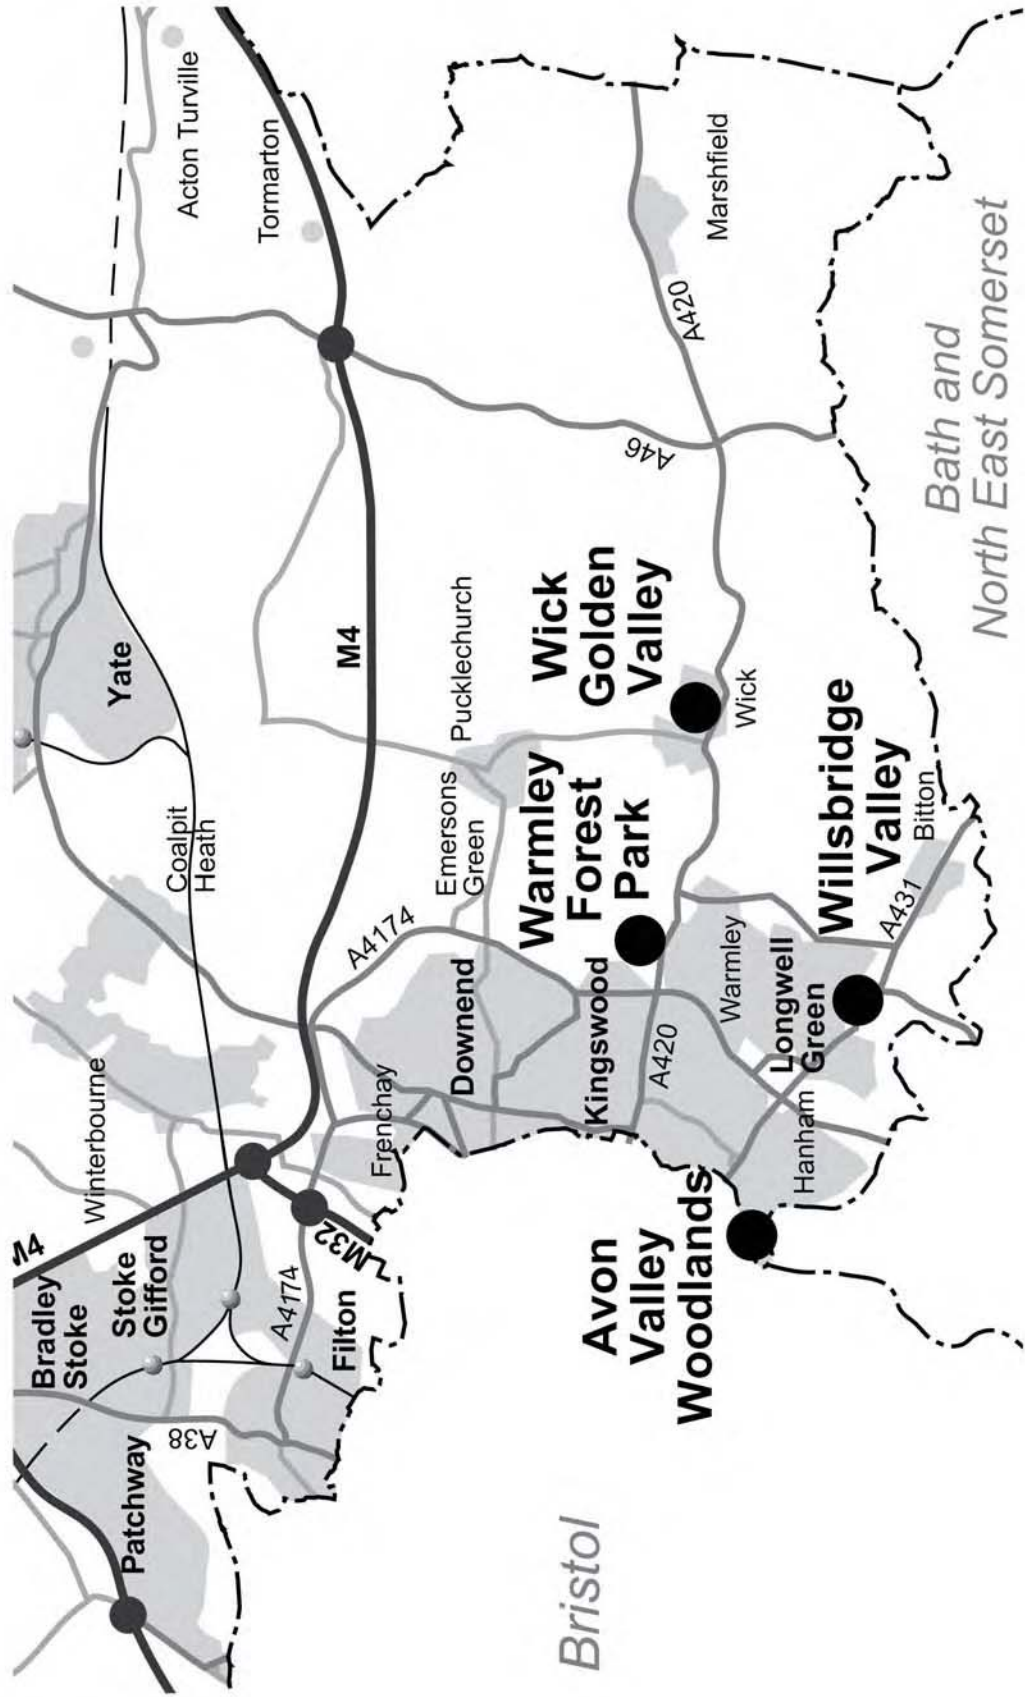 Acton Turville
Tormarton
Marshfield
A420
A46
Bath and
North East Somerset
Yate
M4
Pucklechurch
Wick
Golden
Valley
Wick
Coalpit
Heath
Emersons
Green
Warmley
Forest
Park
Willsbridge
Valley
Bitton
A431
A4174
Winterbourne
Frenchay
Downend
Kingswood
A420
Warmley
Longwell
Green
Hanham
M4
Bradley
Stoke
Stoke
Gifford
M32
A4174
Filton
Avon
Valley
Woodlands
Patchway
A38
Bristol